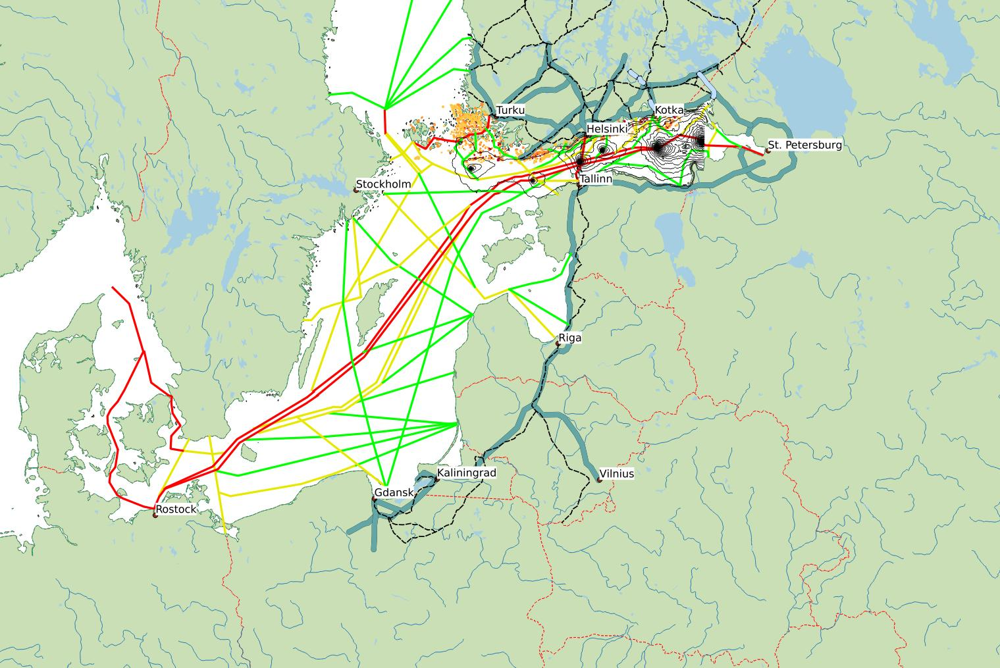 Turku
Kotka
Helsinki
St. Petersburg
Stockholm
Tallinn
Riga
Kaliningrad
Vilnius
Gdansk
Rostock